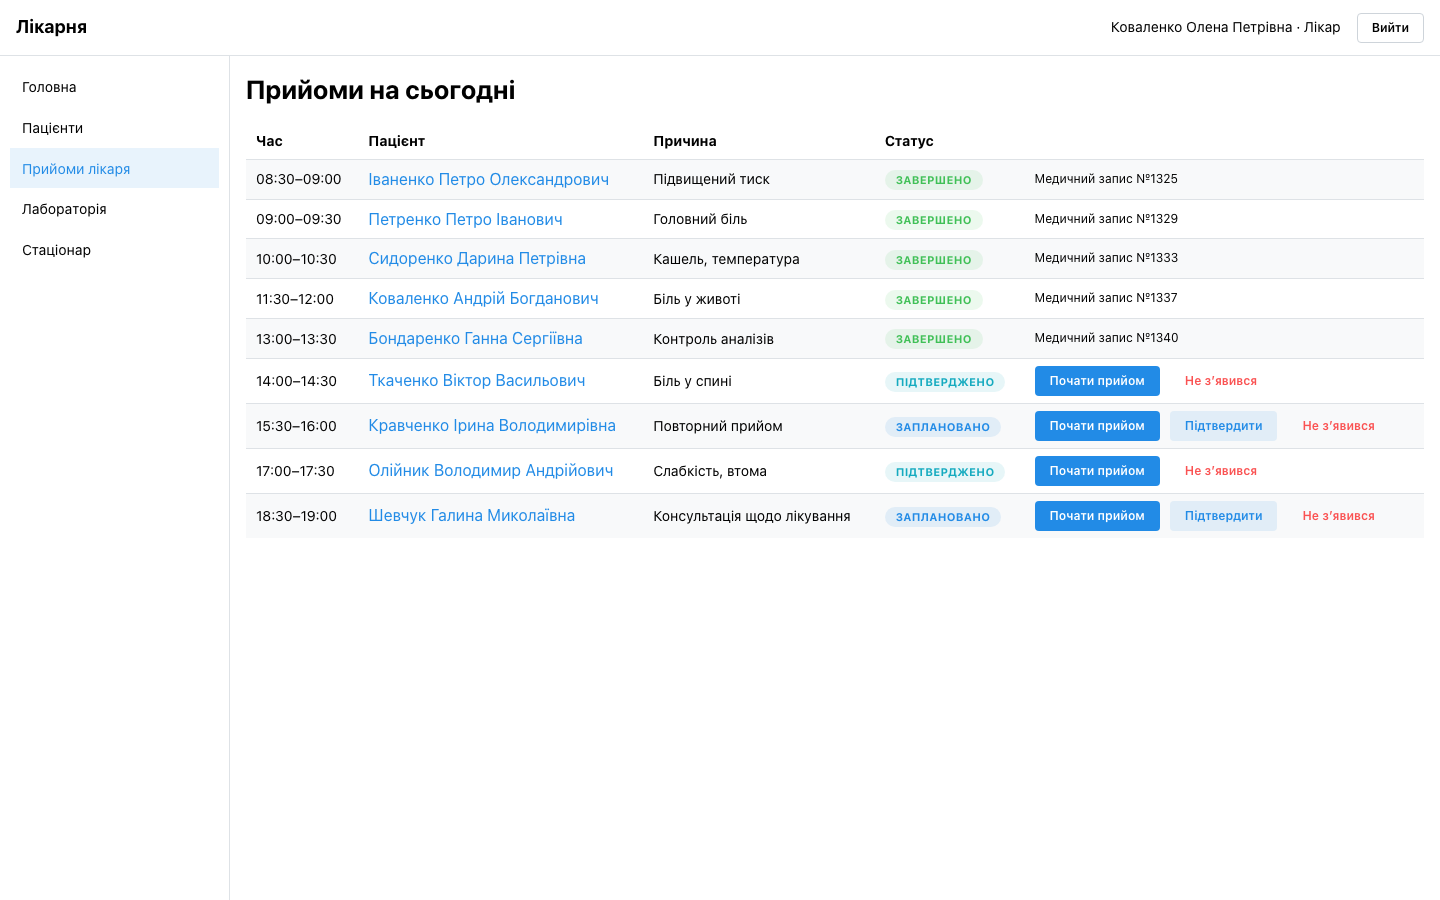 Лікарня
Коваленко Олена Петрівна · Лікар
Вийти
Головна
Пацієнти
Прийоми лікаря
Лабораторія
Стаціонар
Прийоми на сьогодні
Час Пацієнт Причина Статус
08:30–09:00 Іваненко Петро Олександрович Підвищений тиск ЗАВЕРШЕНО Медичний запис №1325
09:00–09:30 Петренко Петро Іванович Головний біль ЗАВЕРШЕНО Медичний запис №1329
10:00–10:30 Сидоренко Дарина Петрівна Кашель, температура ЗАВЕРШЕНО Медичний запис №1333
11:30–12:00 Коваленко Андрій Богданович Біль у животі ЗАВЕРШЕНО Медичний запис №1337
13:00–13:30 Бондаренко Ганна Сергіївна Контроль аналізів ЗАВЕРШЕНО Медичний запис №1340
14:00–14:30 Ткаченко Віктор Васильович Біль у спині ПІДТВЕРДЖЕНО Почати прийом Не з’явився
15:30–16:00 Кравченко Ірина Володимирівна Повторний прийом ЗАПЛАНОВАНО Почати прийом Підтвердити Не з’явився
17:00–17:30 Олійник Володимир Андрійович Слабкість, втома ПІДТВЕРДЖЕНО Почати прийом Не з’явився
18:30–19:00 Шевчук Галина Миколаївна Консультація щодо лікування ЗАПЛАНОВАНО Почати прийом Підтвердити Не з’явився